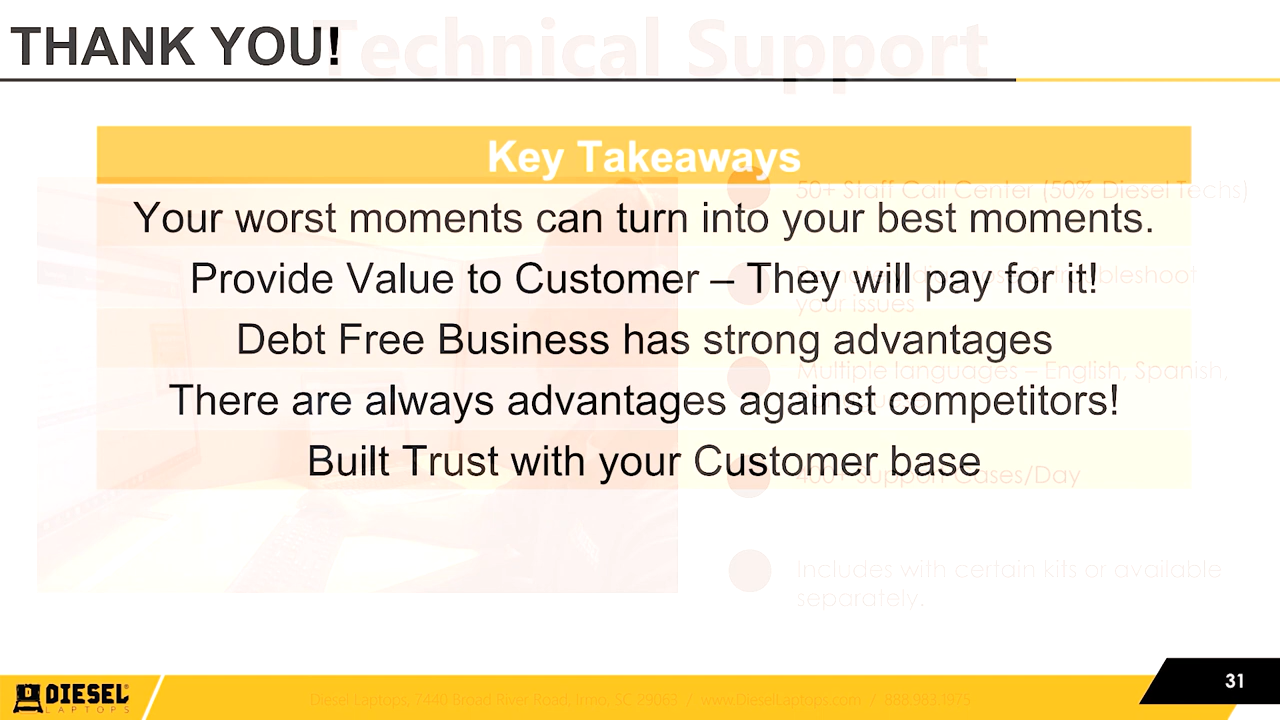 THANK YOU!
Technical Support
Key Takeaways
Your worst moments can turn into your best moments.
Provide Value to Customer – They will pay for it!
Debt Free Business has strong advantages
There are always advantages against competitors!
Built Trust with your Customer base
50+ Staff Call Center (50% Diesel Techs)
troubleshoot
your issues
Multiple languages – English, Spanish,
400+ Support Cases/Day
Includes with certain kits or available
separately.
DIESEL
LAPTOPS
Diesel Laptops, 7440 Broad River Road, Irmo, SC 29063 / www.DieselLaptops.com / 888.983.1975
31